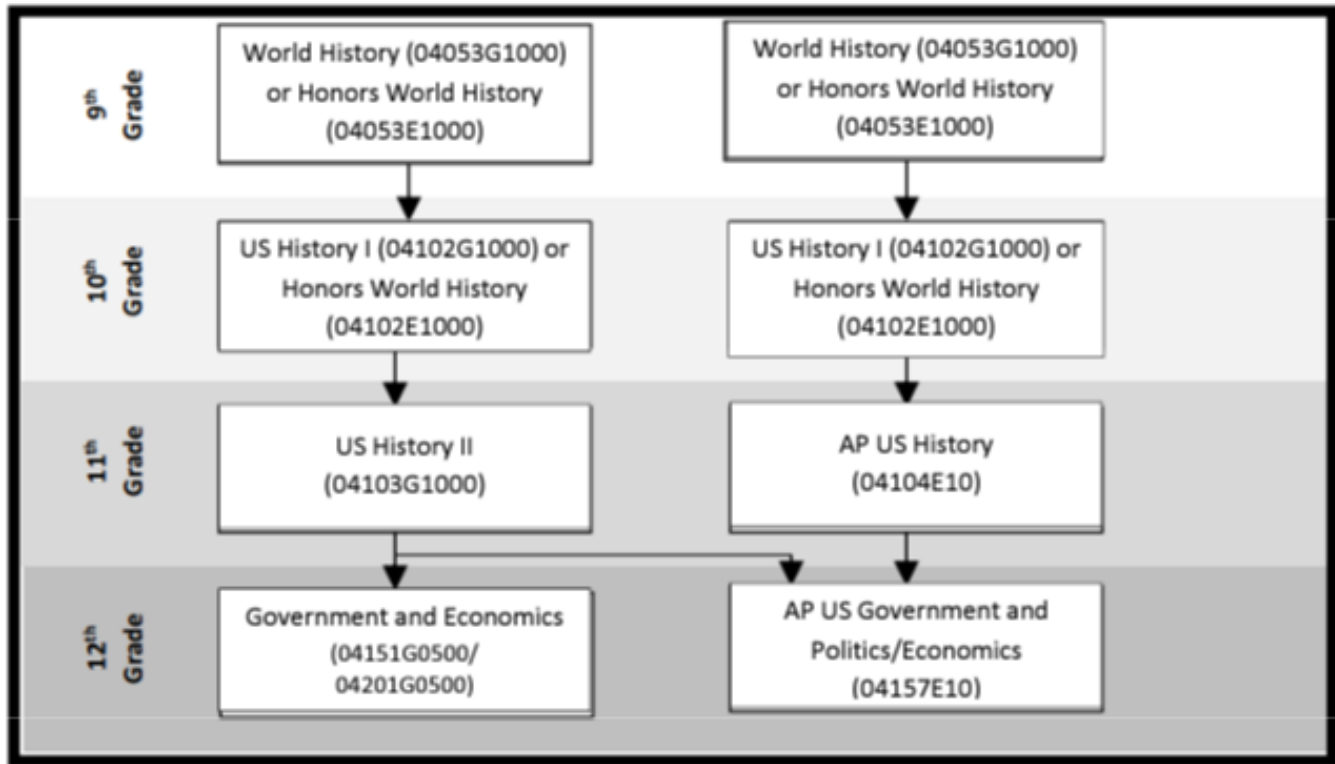 9th
Grade
World History (04053G1000)
or Honors World History
(04053E1000)
World History (04053G1000)
or Honors World History
(04053E1000)
10th
Grade
US History I (04102G1000) or
Honors World History
(04102E1000)
US History I (04102G1000) or
Honors World History
(04102E1000)
11th
Grade
US History II
(04103G1000)
AP US History
(04104E10)
12th
Grade
Government and Economics
(04151G0500/
04201G0500)
AP US Government and
Politics/Economics
(04157E10)